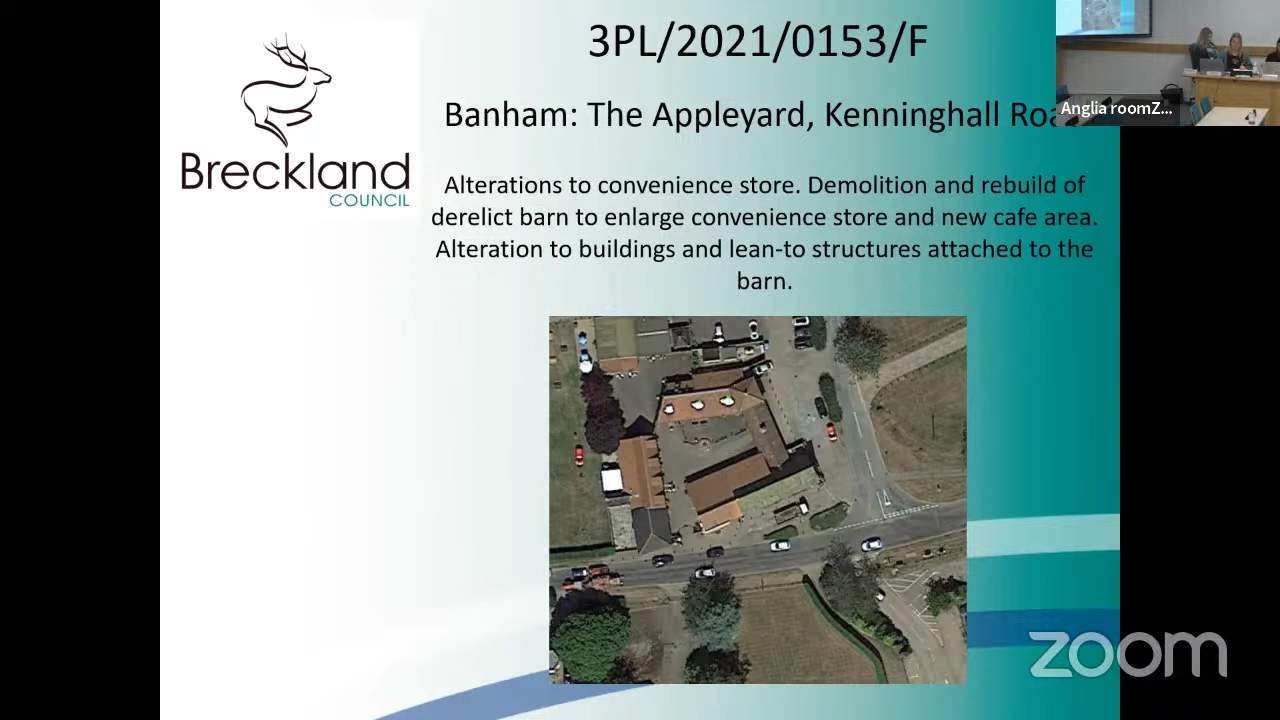 3PL/2021/0153/F
Banham: The Appleyard, Kenninghall
Anglia roomZ...
Breckland
COUNCIL
Alterations to convenience store. Demolition and rebuild of
derelict barn to enlarge convenience store and new cafe area.
Alteration to buildings and lean-to structures attached to the
barn.
zoom